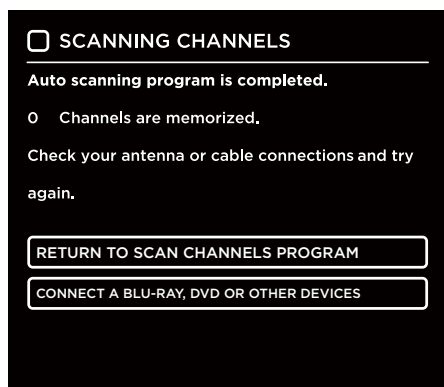 SCANNING CHANNELS
Auto scanning program is completed.
0 Channels are memorized.
Check your antenna or cable connections and try
again.
RETURN TO SCAN CHANNELS PROGRAM
CONNECT A BLU-RAY, DVD OR OTHER DEVICES